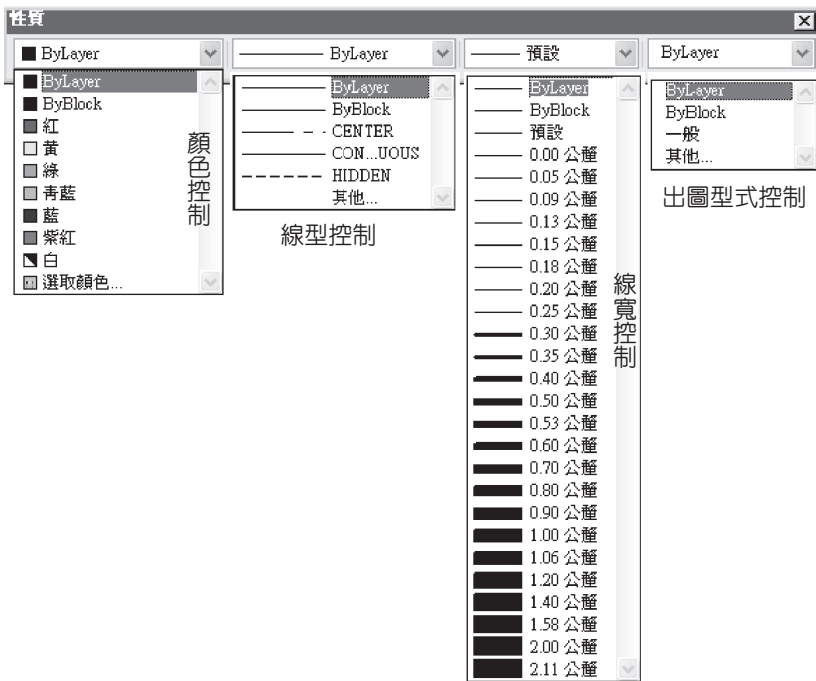 性質
ByLayer
ByLayer
預設
ByLayer
ByLayer
ByBlock
紅
黃
綠
青藍
藍
紫紅
白
選取顏色...
顏色控制
ByLayer
ByBlock
CENTER
CON...UOUS
HIDDEN
其他...
線型控制
ByLayer
ByBlock
預設
0.00 公釐
0.05 公釐
0.09 公釐
0.13 公釐
0.15 公釐
0.18 公釐
0.20 公釐
0.25 公釐
0.30 公釐
0.35 公釐
0.40 公釐
0.50 公釐
0.53 公釐
0.60 公釐
0.70 公釐
0.80 公釐
0.90 公釐
1.00 公釐
1.06 公釐
1.20 公釐
1.40 公釐
1.58 公釐
2.00 公釐
2.11 公釐
線寬控制
ByLayer
ByBlock
一般
其他...
出圖型式控制